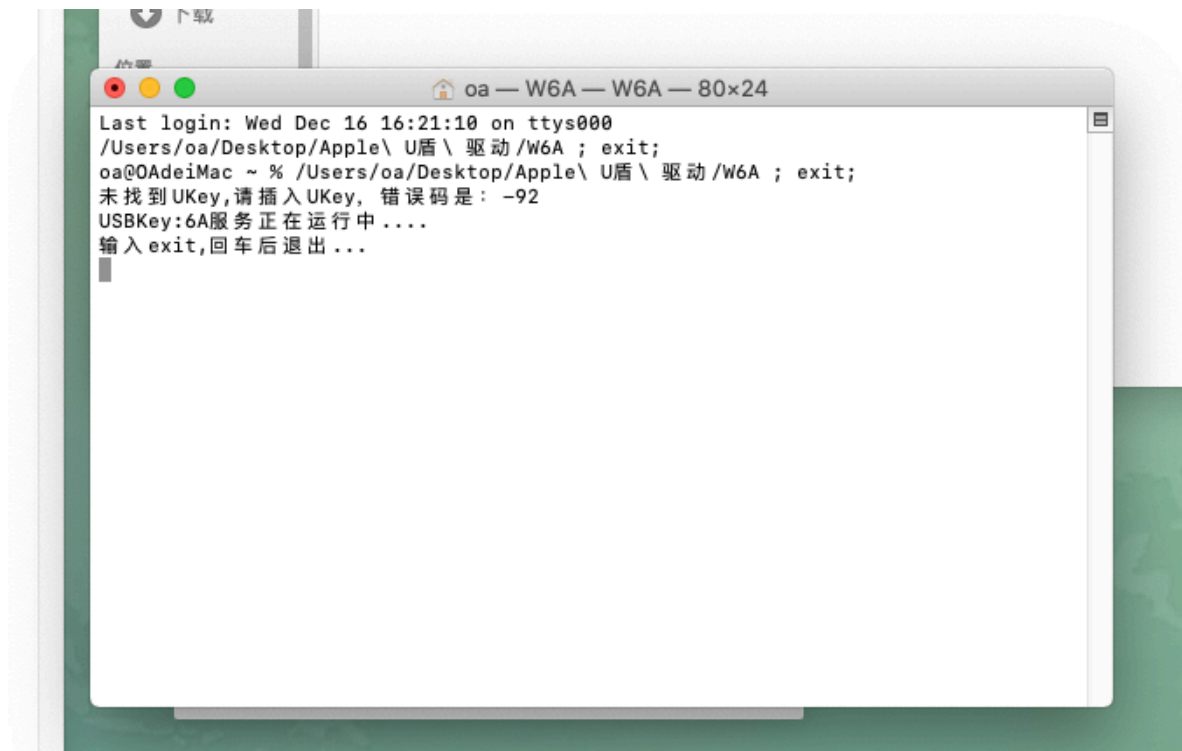 下载
位置
oa — W6A — W6A — 80×24
Last login: Wed Dec 16 16:21:10 on ttys000
/Users/oa/Desktop/Apple\ U盾\ 驱动/W6A ; exit;
oa@OAdeiMac ~ % /Users/oa/Desktop/Apple\ U盾\ 驱动/W6A ; exit;
未找到UKey,请插入UKey, 错误码是：-92
USBKey:6A服务正在运行中....
输入exit,回车后退出...